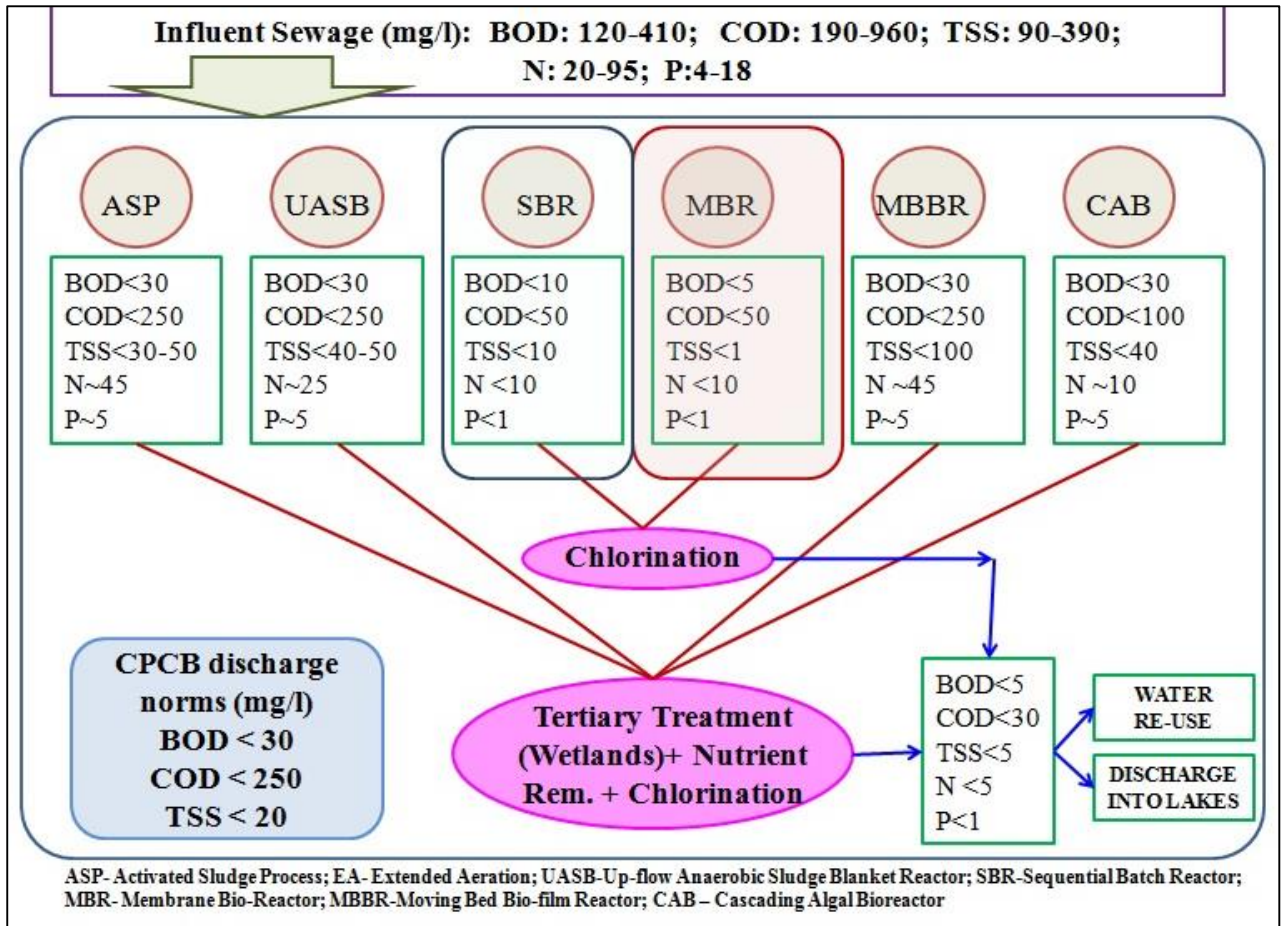 Influent Sewage (mg/l): BOD: 120-410; COD: 190-960; TSS: 90-390;
N: 20-95; P:4-18
ASP
UASB
SBR
MBR
MBBR
CAB
BOD<30
COD<250
TSS<30-50
N~45
P~5
BOD<30
COD<250
TSS<40-50
N~25
P~5
BOD<10
COD<50
TSS<10
N <10
P<1
BOD<5
COD<50
TSS<1
N <10
P<1
BOD<30
COD<250
TSS<100
N ~45
P~5
BOD<30
COD<100
TSS<40
N ~10
P~5
Chlorination
CPCB discharge
norms (mg/l)
BOD < 30
COD < 250
TSS < 20
Tertiary Treatment
(Wetlands)+ Nutrient
Rem. + Chlorination
BOD<5
COD<30
TSS<5
N <5
P<1
WATER
RE-USE
DISCHARGE
INTO LAKES
ASP- Activated Sludge Process; EA- Extended Aeration; UASB-Up-flow Anaerobic Sludge Blanket Reactor; SBR-Sequential Batch Reactor;
MBR- Membrane Bio-Reactor; MBBR-Moving Bed Bio-film Reactor; CAB – Cascading Algal Bioreactor